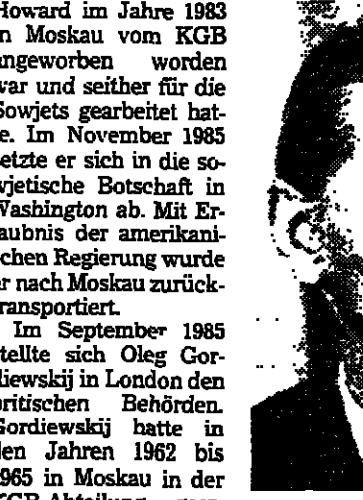 Howard im Jahre 1983
in Moskau vom KGB
angeworben worden
war und seither für die
Sowjets gearbeitet hat-
te. Im November 1985
setzte er sich in die so-
wjetische Botschaft in
Washington ab. Mit Er-
laubnis der amerikani-
schen Regierung wurde
er nach Moskau zurück-
transportiert.
Im September 1985
stellte sich Oleg Gor-
diewskij in London den
britischen Behörden.
Gordiewskij hatte in
den Jahren 1962 bis
1965 in Moskau in der